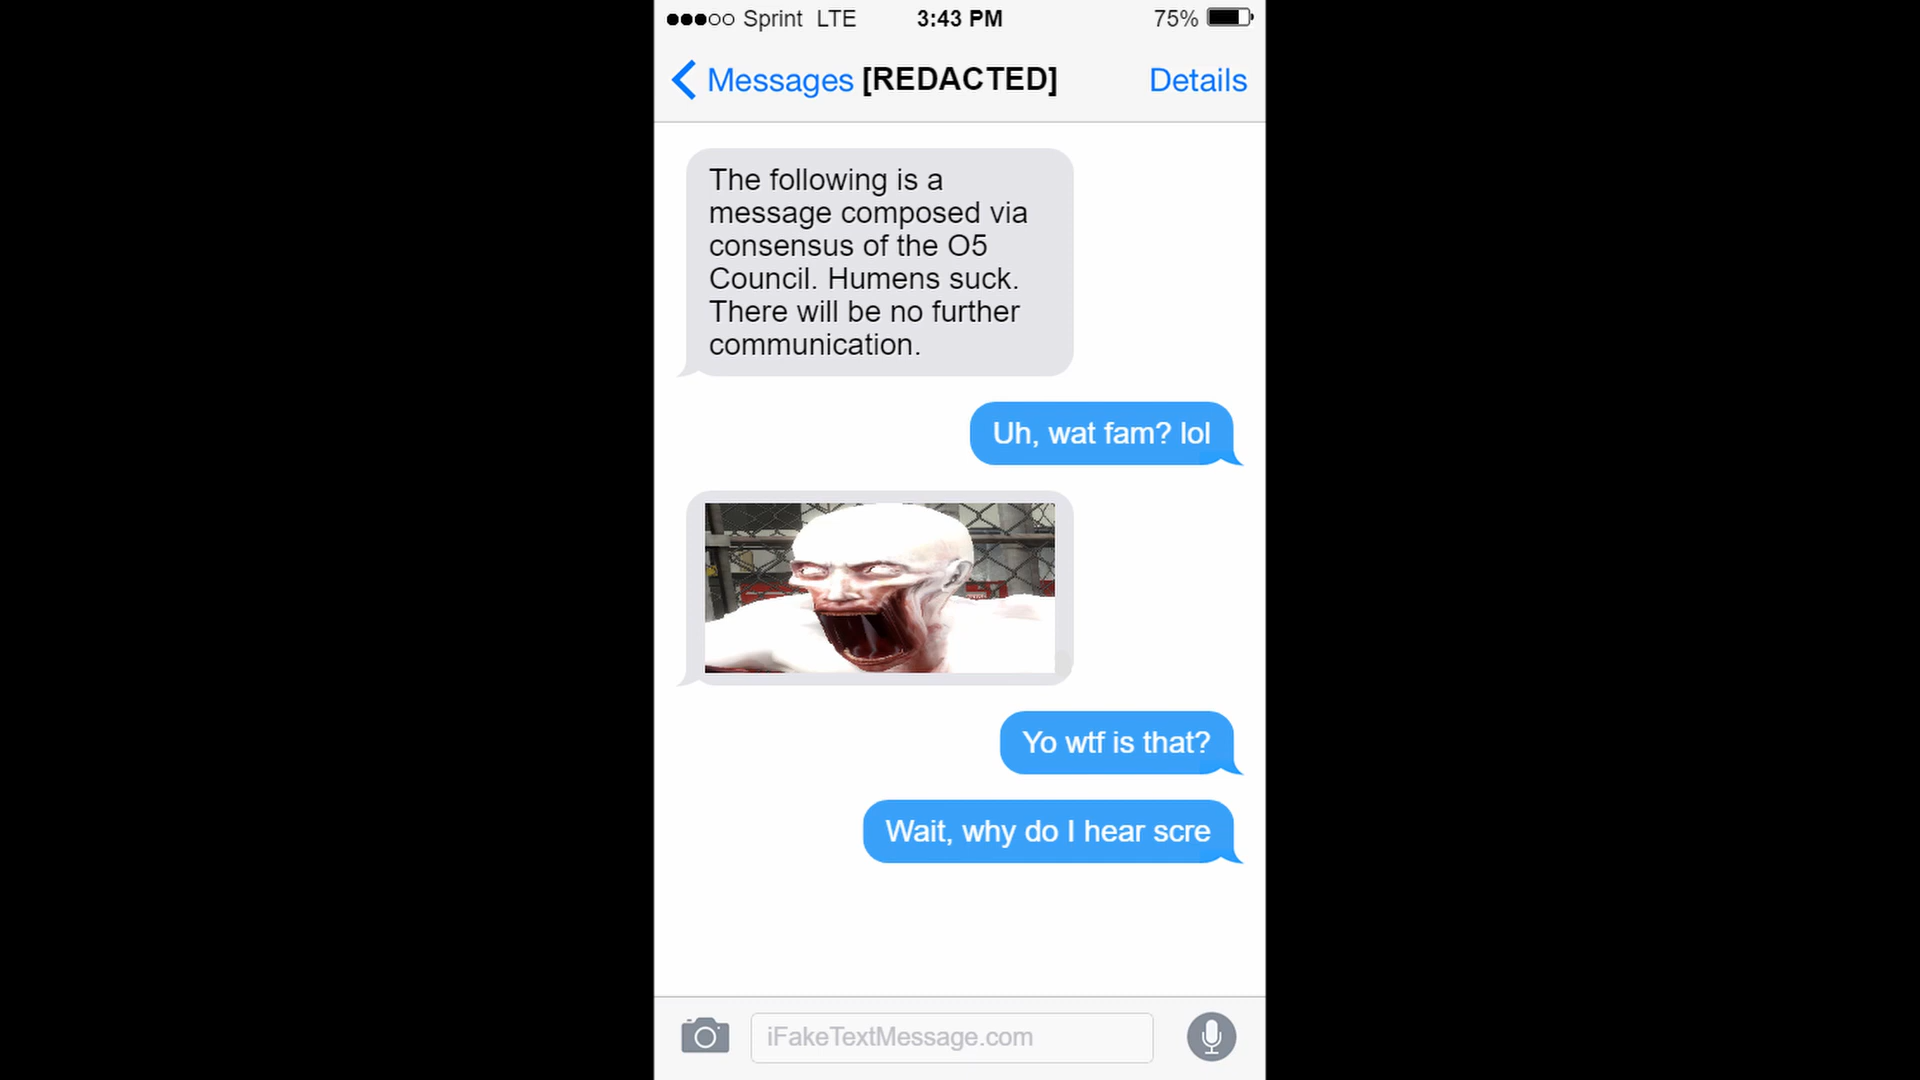 Sprint LTE 3:43 PM 75%
Messages [REDACTED] Details
The following is a
message composed via
consensus of the O5
Council. Humens suck.
There will be no further
communication.
Uh, wat fam? lol
Yo wtf is that?
Wait, why do I hear scre
iFakeTextMessage.com